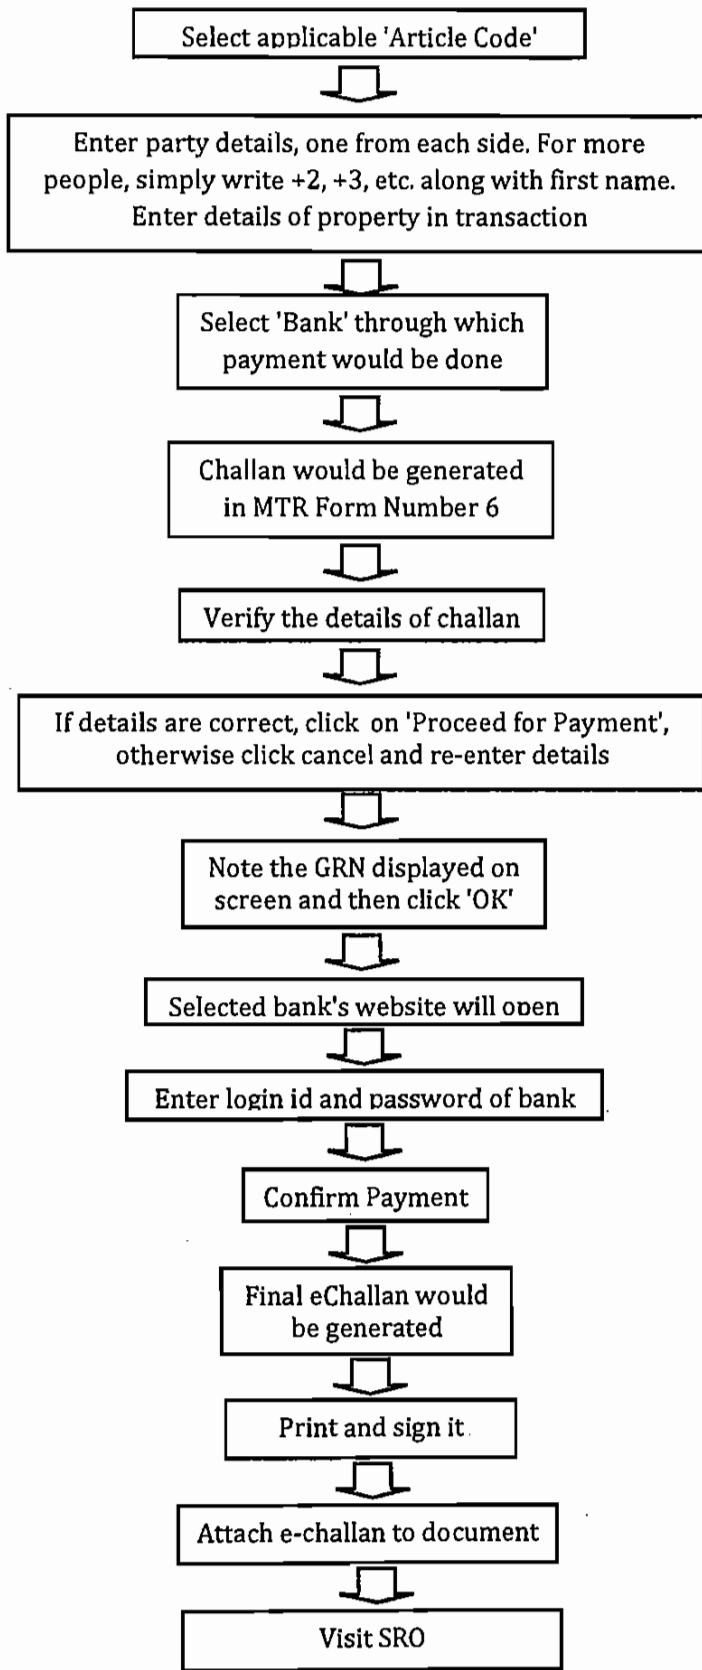 Select applicable 'Article Code'
Enter party details, one from each side. For more
people, simply write +2, +3, etc. along with first name.
Enter details of property in transaction
Select 'Bank' through which
payment would be done
Challan would be generated
in MTR Form Number 6
Verify the details of challan
If details are correct, click on 'Proceed for Payment',
otherwise click cancel and re-enter details
Note the GRN displayed on
screen and then click 'OK'
Selected bank's website will open
Enter login id and password of bank
Confirm Payment
Final eChallan would
be generated
Print and sign it
Attach e-challan to document
Visit SRO